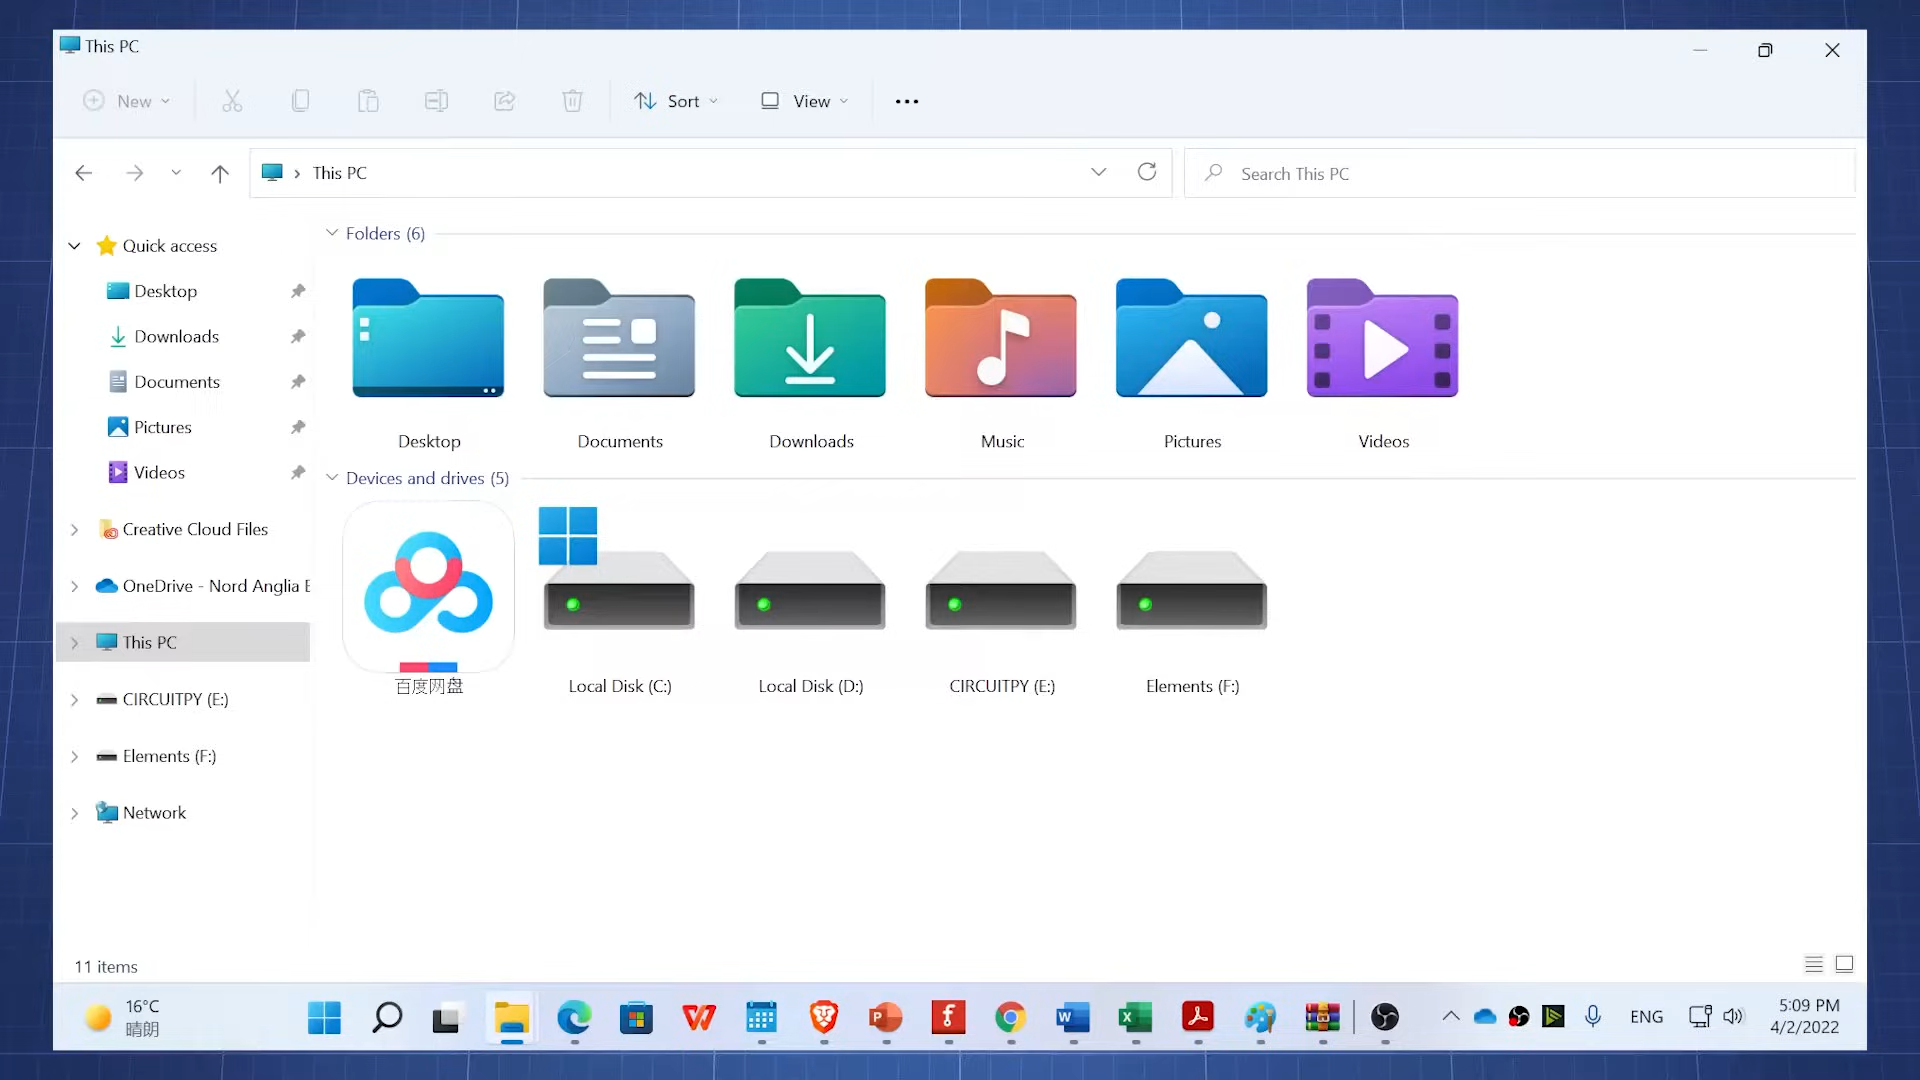 This PC
New
Sort
View
This PC
Search This PC
Quick access
Desktop
Downloads
Documents
Pictures
Videos
Creative Cloud Files
OneDrive - Nord Anglia E
This PC
CIRCUITPY (E:)
Elements (F:)
Network
Folders (6)
Desktop
Documents
Downloads
Music
Pictures
Videos
Devices and drives (5)
百度网盘
Local Disk (C:)
Local Disk (D:)
CIRCUITPY (E:)
Elements (F:)
11 items
16°C
晴朗
ENG
5:09 PM
4/2/2022